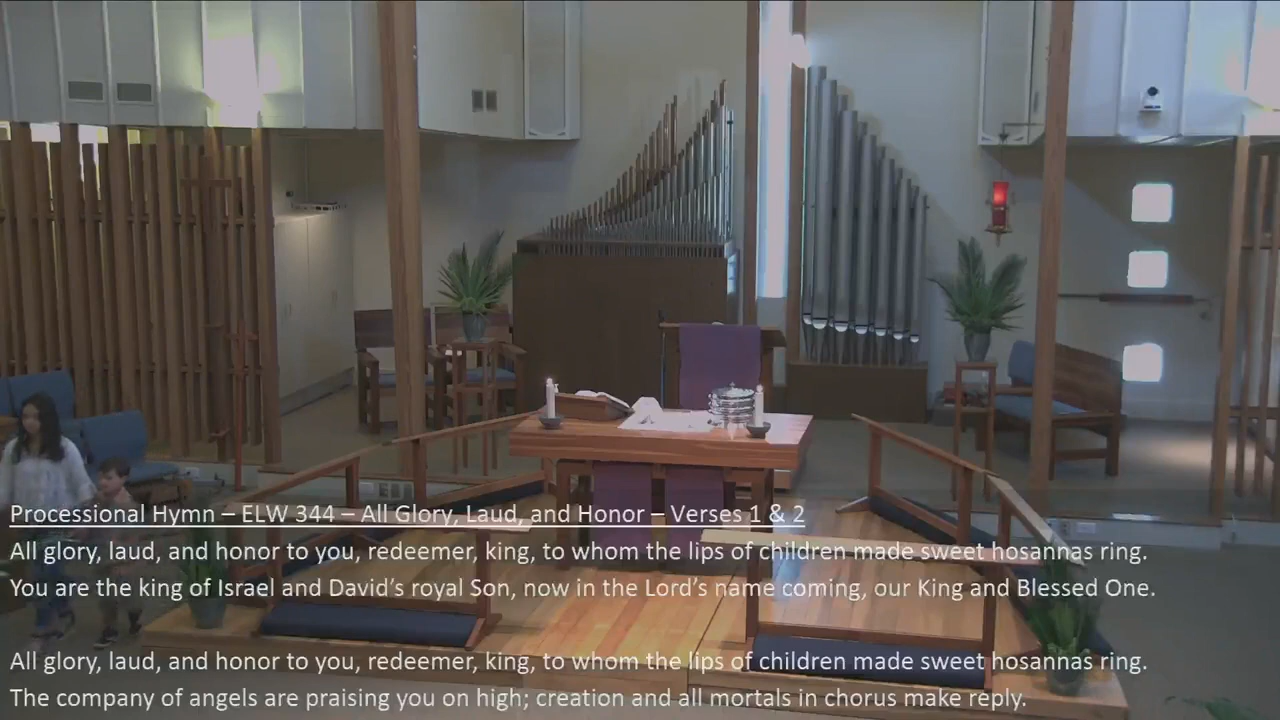 Processional Hymn – ELW 344 – All Glory, Laud, and Honor – Verses 1 & 2
All glory, laud, and honor to you, redeemer, king, to whom the lips of children made sweet hosannas ring.
You are the king of Israel and David’s royal Son, now in the Lord’s name coming, our King and Blessed One.
All glory, laud, and honor to you, redeemer, king, to whom the lips of children made sweet hosannas ring.
The company of angels are praising you on high; creation and all mortals in chorus make reply.